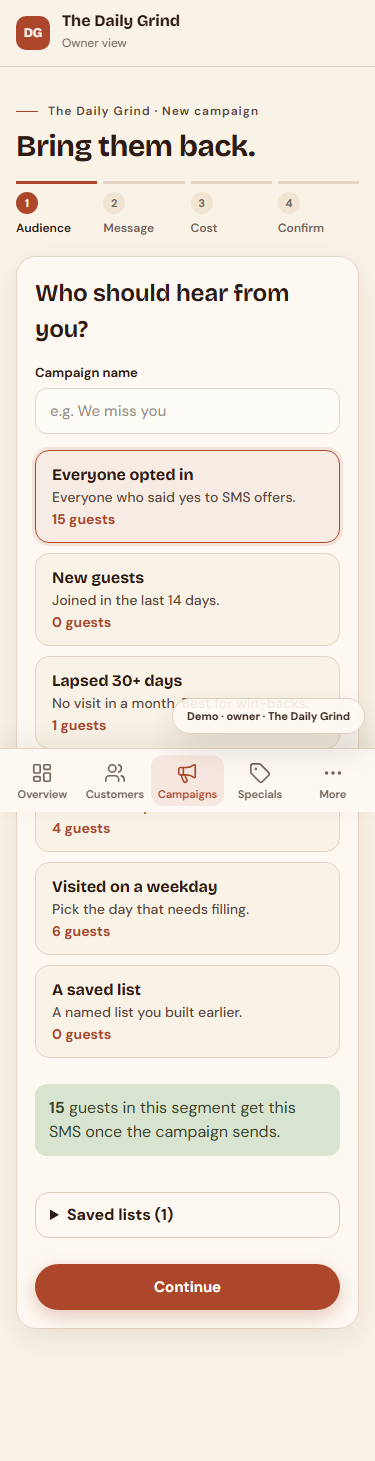 DG
The Daily Grind
Owner view
The Daily Grind · New campaign
Bring them back.
1
2
3
4
Audience
Message
Cost
Confirm
Who should hear from
you?
Campaign name
e.g. We miss you
Everyone opted in
Everyone who said yes to SMS offers.
15 guests
New guests
Joined in the last 14 days.
0 guests
Lapsed 30+ days
No visit in a month. Best for win-backs.
1 guests
Demo · owner · The Daily Grind
Overview
Customers
Campaigns
Specials
More
4 guests
Visited on a weekday
Pick the day that needs filling.
6 guests
A saved list
A named list you built earlier.
0 guests
15 guests in this segment get this
SMS once the campaign sends.
Saved lists (1)
Continue